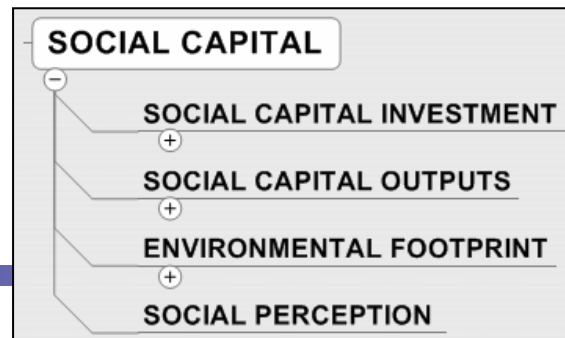 SOCIAL CAPITAL
SOCIAL CAPITAL INVESTMENT
SOCIAL CAPITAL OUTPUTS
ENVIRONMENTAL FOOTPRINT
SOCIAL PERCEPTION